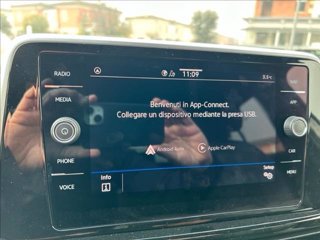 RADIO
11:09
MEDIA
APP
Benvenuti in App-Connect.
Collegare un dispositivo mediante la presa USB.
PHONE
Android Auto
Apple CarPlay
CAR
VOICE
Info
Setup
MENU